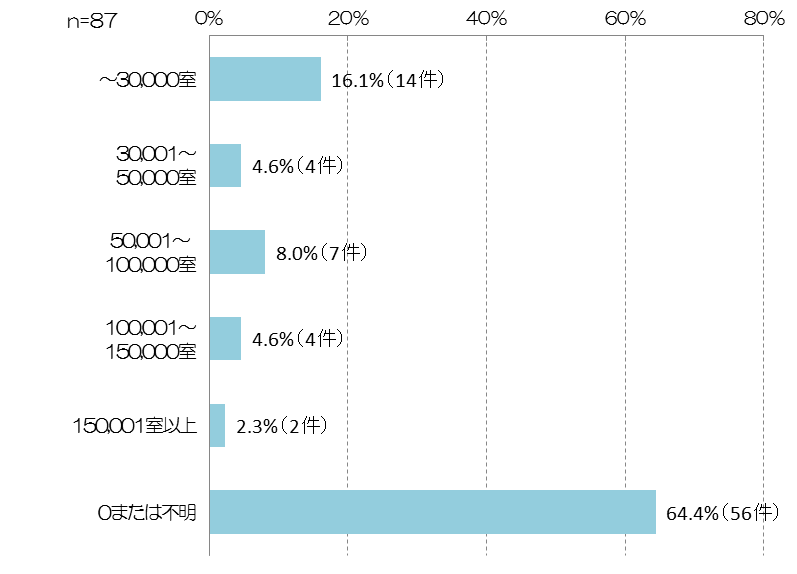 n=87
0%
20%
40%
60%
80%
～30,000室
16.1%（14件）
30,001～
50,000室
4.6%（4件）
50,001～
100,000室
8.0%（7件）
100,001～
150,000室
4.6%（4件）
150,001室以上
2.3%（2件）
0または不明
64.4%（56件）